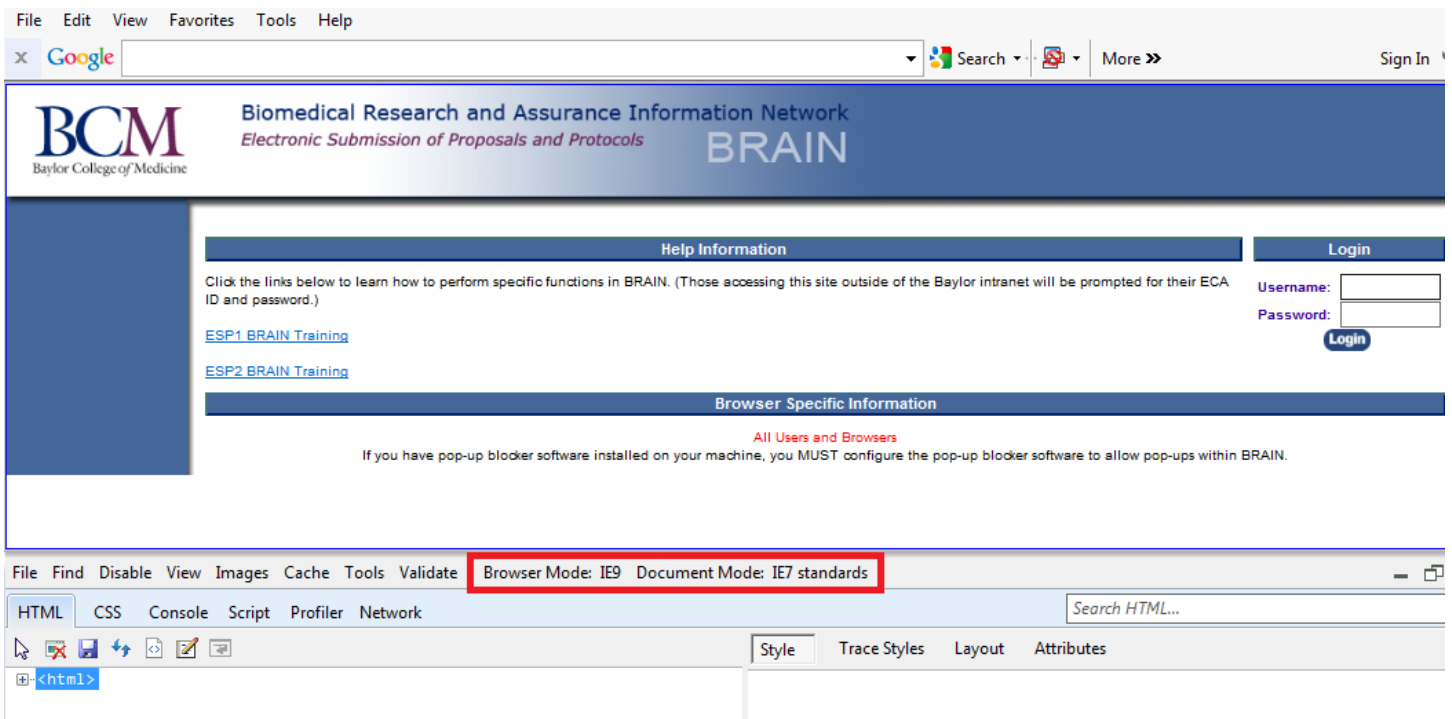 File Edit View Favorites Tools Help
x Google Search More >> Sign In
BCM
Baylor College of Medicine
Biomedical Research and Assurance Information Network
Electronic Submission of Proposals and Protocols
BRAIN
Help Information
Click the links below to learn how to perform specific functions in BRAIN. (Those accessing this site outside of the Baylor intranet will be prompted for their ECA
ID and password.)
ESP1 BRAIN Training
ESP2 BRAIN Training
Login
Username:
Password:
Login
Browser Specific Information
All Users and Browsers
If you have pop-up blocker software installed on your machine, you MUST configure the pop-up blocker software to allow pop-ups within BRAIN.
File Find Disable View Images Cache Tools Validate Browser Mode: IE9 Document Mode: IE7 standards
HTML CSS Console Script Profiler Network Search HTML...
Style Trace Styles Layout Attributes
<html>